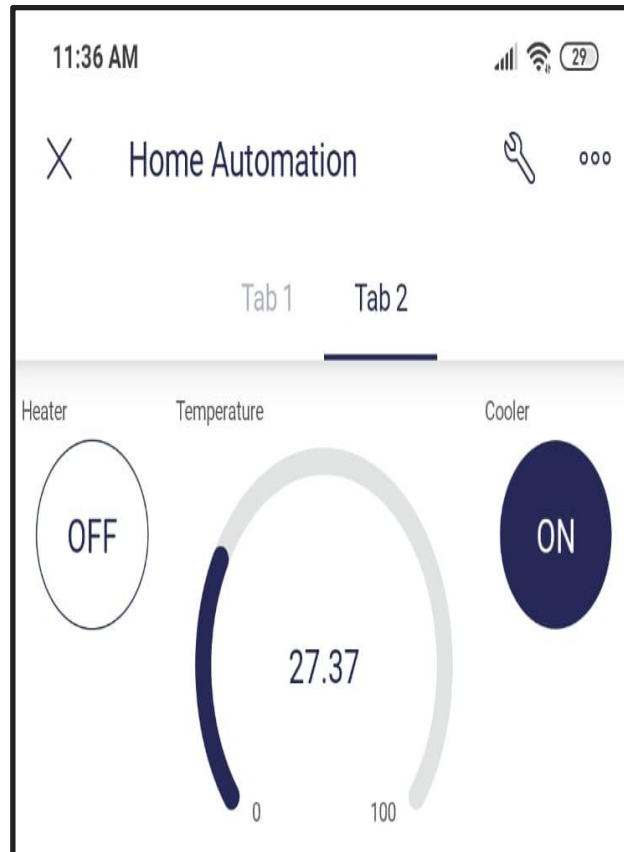 11:36 AM 29
Home Automation
Tab 1 Tab 2
Heater Temperature Cooler
OFF ON
27.37
0 100